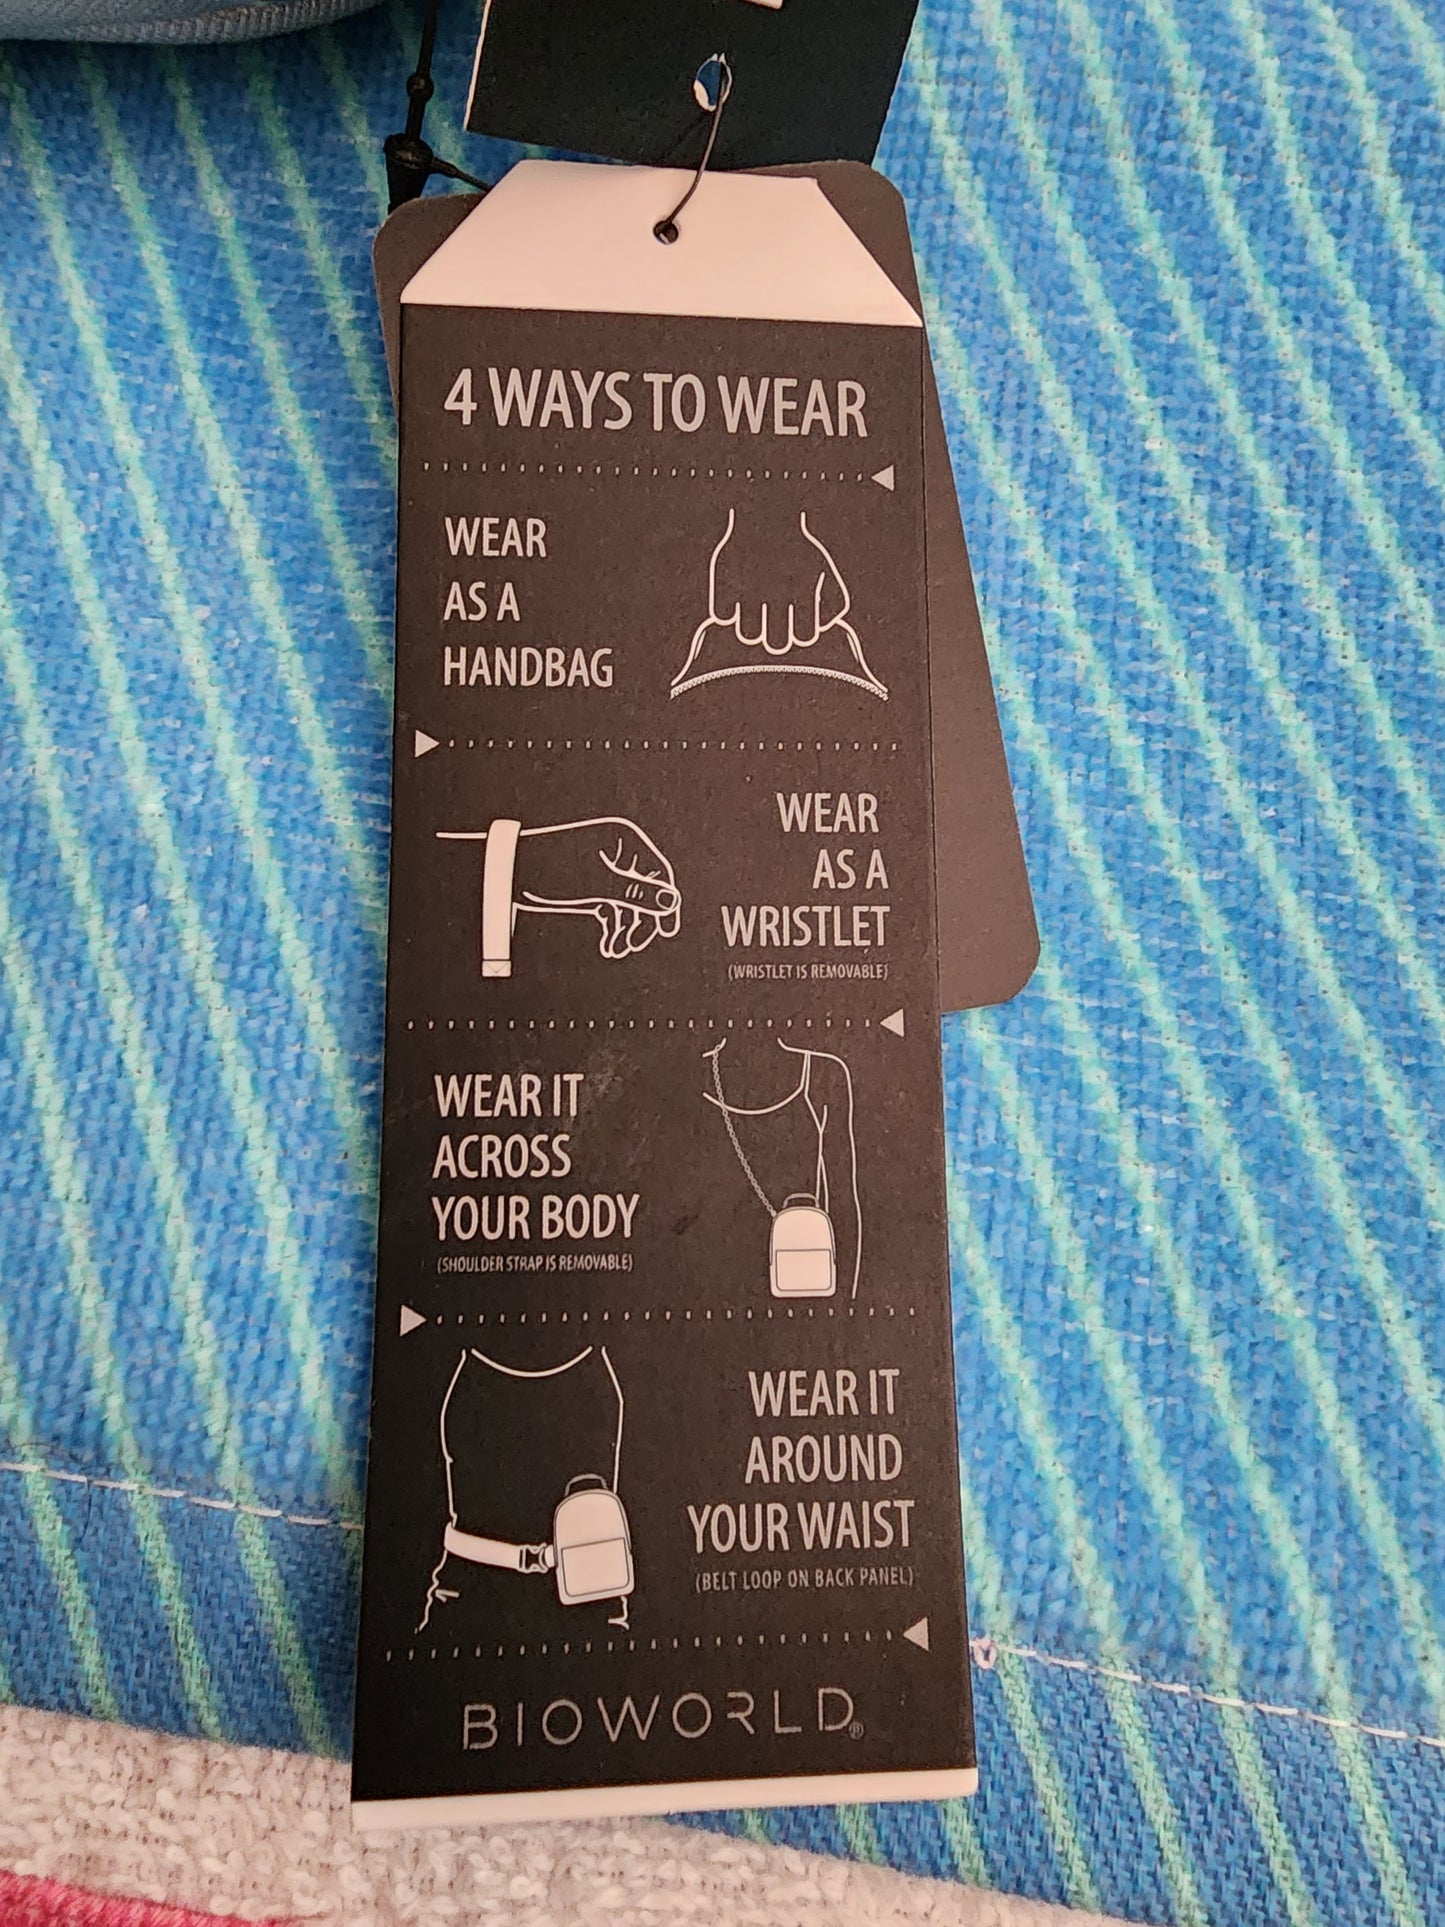 4 WAYS TO WEAR
WEAR
AS A
HANDBAG
WEAR
AS A
WRISTLET
(WRISTLET IS REMOVABLE)
WEAR IT
ACROSS
YOUR BODY
(SHOULDER STRAP IS REMOVABLE)
WEAR IT
AROUND
YOUR WAIST
(BELT LOOP ON BACK PANEL)
BIOWORLD®